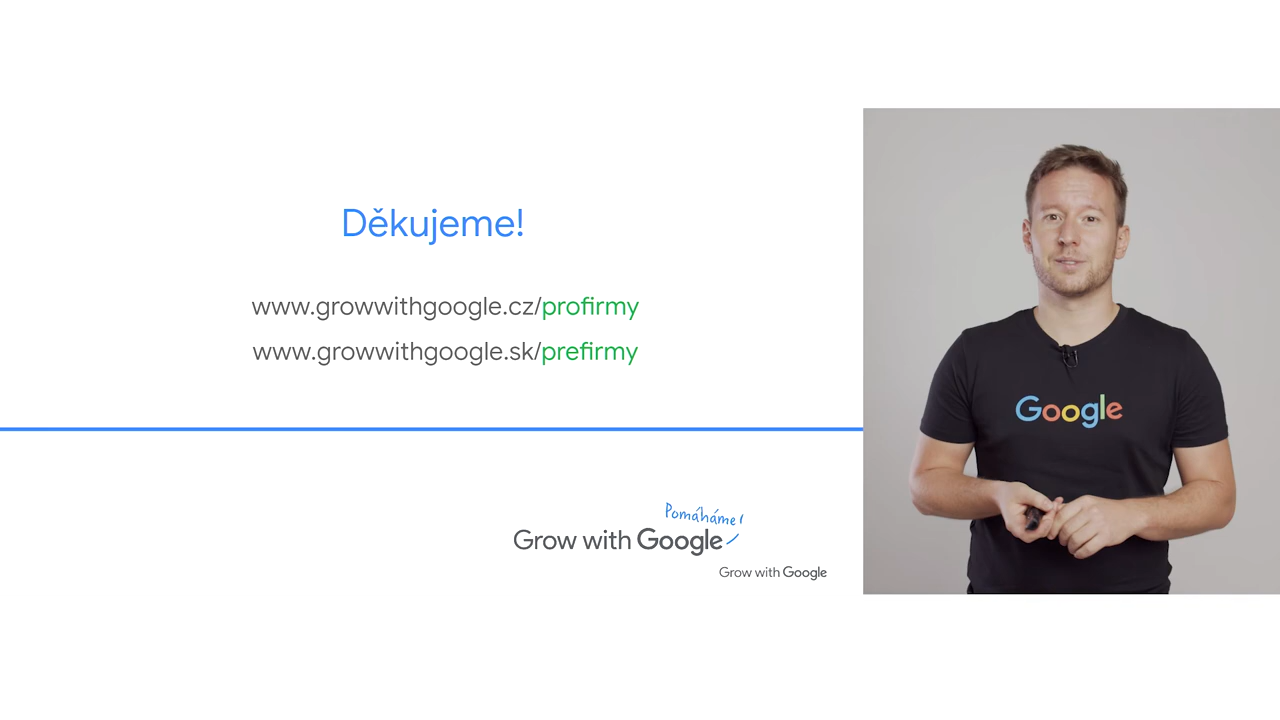 Děkujeme!
www.growwithgoogle.cz/profirmy
www.growwithgoogle.sk/prefirmy
Pomáháme!
Grow with Google
Grow with Google
Google